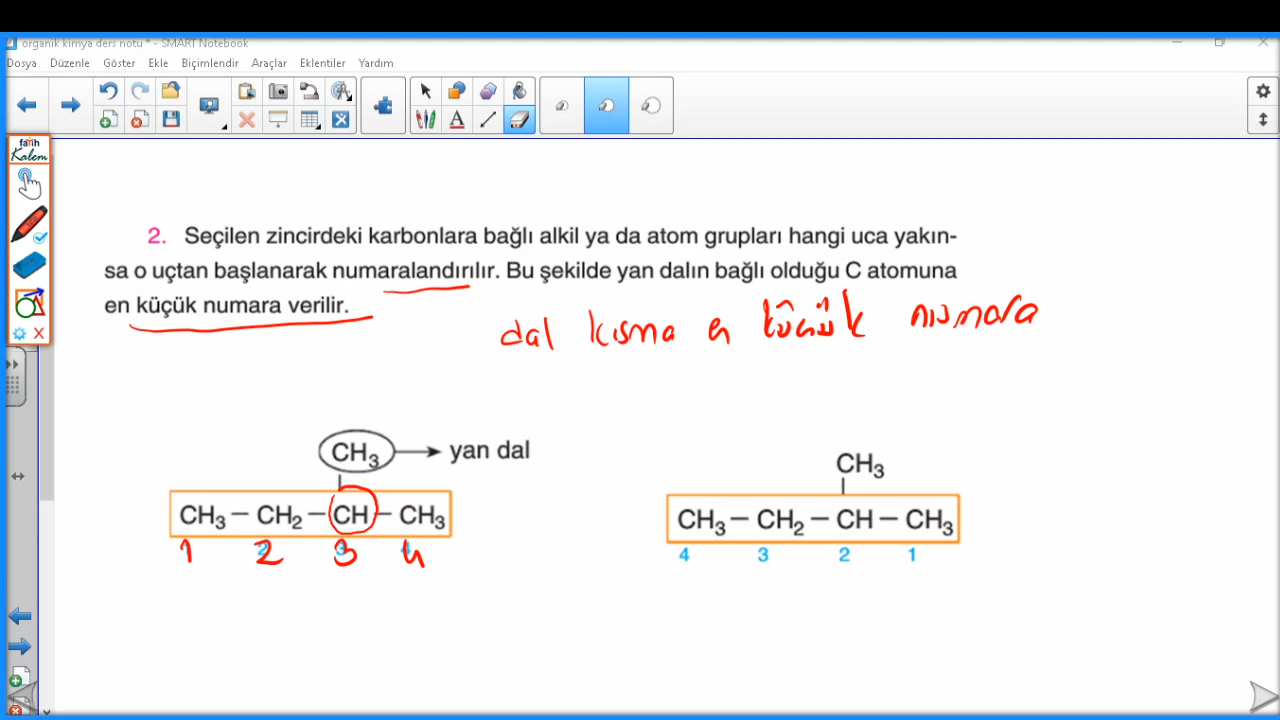 organik kimya ders notu * - SMART Notebook
Dosya Düzenle Göster Ekle Biçimlendir Araçlar Eklentiler Yardım
fatih
Kalem
2. Seçilen zincirdeki karbonlara bağlı alkil ya da atom grupları hangi uca yakın-
sa o uçtan başlanarak numaralandırılır. Bu şekilde yan dalın bağlı olduğu C atomuna
en küçük numara verilir.
dal kısma en küçük numara
CH₃ → yan dal
CH₃ — CH₂ — CH — CH₃
1 2 3 4
CH₃
CH₃ — CH₂ — CH — CH₃
4 3 2 1